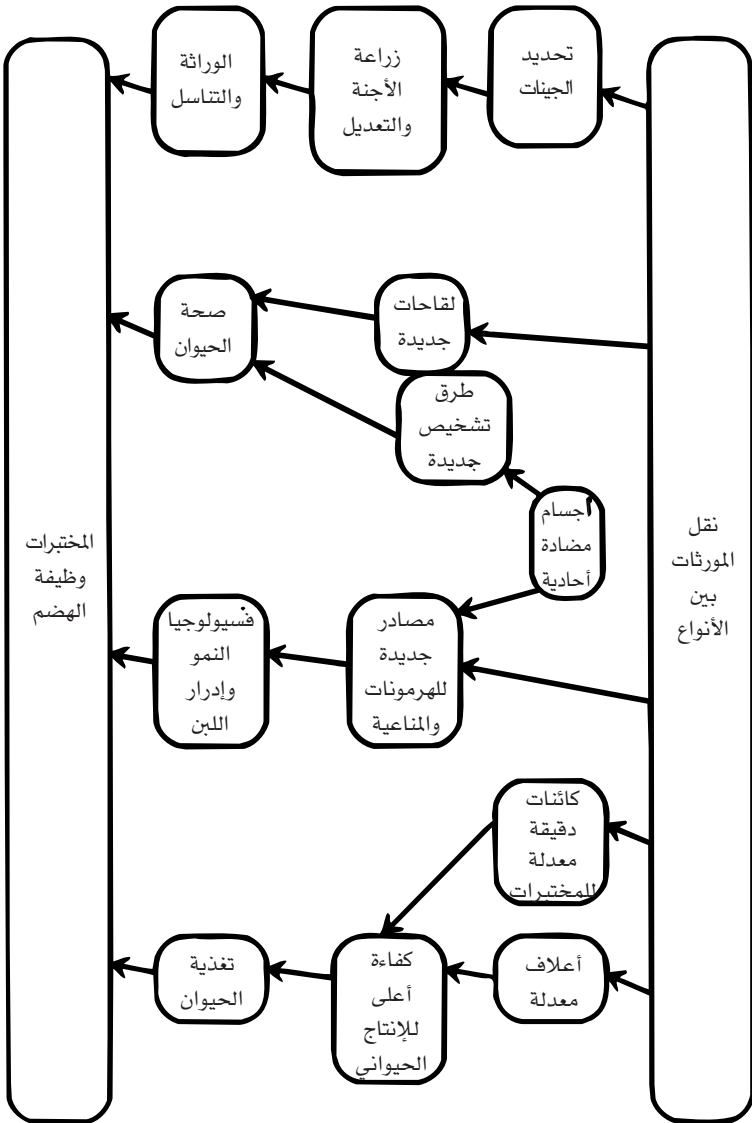 تحديد
الجينات
زراعة
الأجنة
والتعديل
الوراثة
والتناسل
لقاحات
جديدة
صحة
الحيوان
طرق
تشخيص
جديدة
أجسام
مضادة
أحادية
نقل
المورثات
بين
الأنواع
المختبرات
وظيفة
الهضم
مصادر
جديدة
للهرمونات
والمناعية
فسيولوجيا
النمو
وإدرار
اللبن
كائنات
دقيقة
معدلة
للمختبرات
أعلاف
معدلة
كفاءة
أعلى
للإنتاج
الحيواني
تغذية
الحيوان